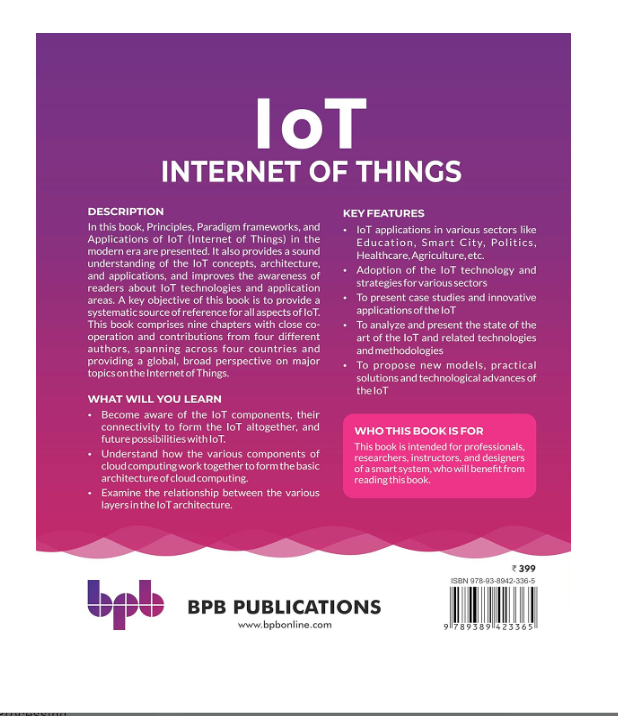 IoT
INTERNET OF THINGS
DESCRIPTION
In this book, Principles, Paradigm frameworks, and
Applications of IoT (Internet of Things) in the
modern era are presented. It also provides a sound
understanding of the IoT concepts, architecture,
and applications, and improves the awareness of
readers about IoT technologies and application
areas. A key objective of this book is to provide a
systematic source of reference for all aspects of IoT.
This book comprises nine chapters with close co-
operation and contributions from four different
authors, spanning across four countries and
providing a global, broad perspective on major
topics on the Internet of Things.
WHAT WILL YOU LEARN
• Become aware of the IoT components, their
connectivity to form the IoT altogether, and
future possibilities with IoT.
• Understand how the various components of
cloud computing work together to form the basic
architecture of cloud computing.
• Examine the relationship between the various
layers in the IoT architecture.
KEY FEATURES
• IoT applications in various sectors like
Education, Smart City, Politics,
Healthcare, Agriculture, etc.
• Adoption of the IoT technology and
strategies for various sectors
• To present case studies and innovative
applications of the IoT
• To analyze and present the state of the
art of the IoT and related technologies
and methodologies
• To propose new models, practical
solutions and technological advances of
the IoT
WHO THIS BOOK IS FOR
This book is intended for professionals,
researchers, instructors, and designers
of a smart system, who will benefit from
reading this book.
bpb
BPB PUBLICATIONS
www.bpbonline.com
₹ 399
ISBN 978-93-8942-336-5
9 789389 423365